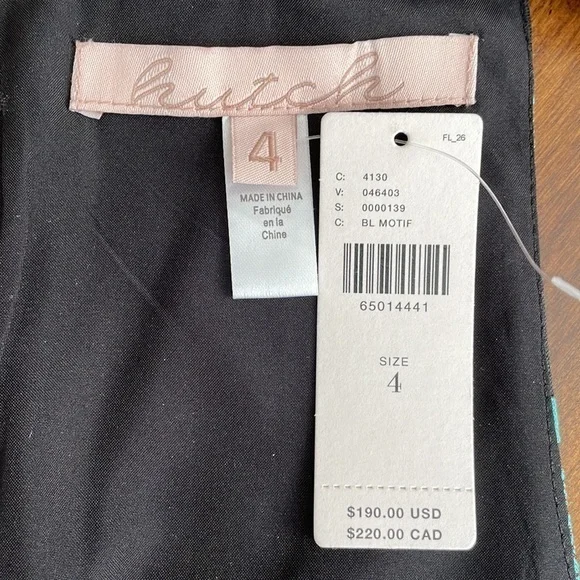 hutch
4
MADE IN CHINA
Fabriqué
en la
Chine
FL_26
C: 4130
V: 046403
S: 0000139
C: BL MOTIF
65014441
SIZE
4
$190.00 USD
$220.00 CAD